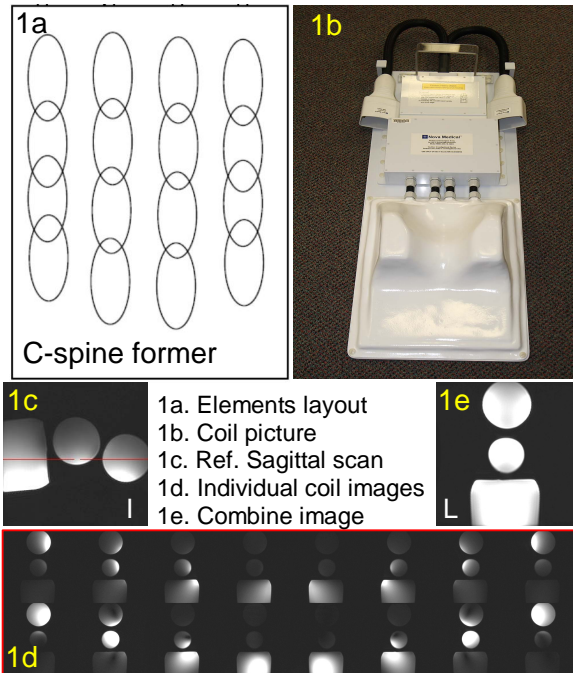 1a
1b
Nova Medical
C-spine former
1c
I
1a. Elements layout
1b. Coil picture
1c. Ref. Sagittal scan
1d. Individual coil images
1e. Combine image
1e
L
1d